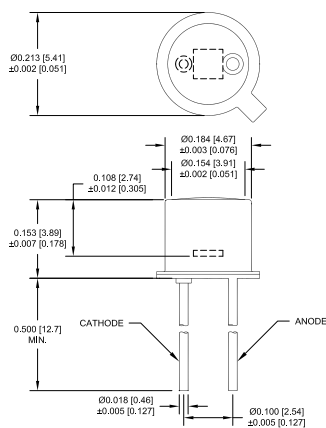 Ø0.213 [5.41]
±0.002 [0.051]
Ø0.184 [4.67]
±0.003 [0.076]
Ø0.154 [3.91]
±0.002 [0.051]
0.108 [2.74]
±0.012 [0.305]
0.153 [3.89]
±0.007 [0.178]
0.500 [12.7]
MIN.
CATHODE
ANODE
Ø0.018 [0.46]
±0.005 [0.127]
Ø0.100 [2.54]
±0.005 [0.127]